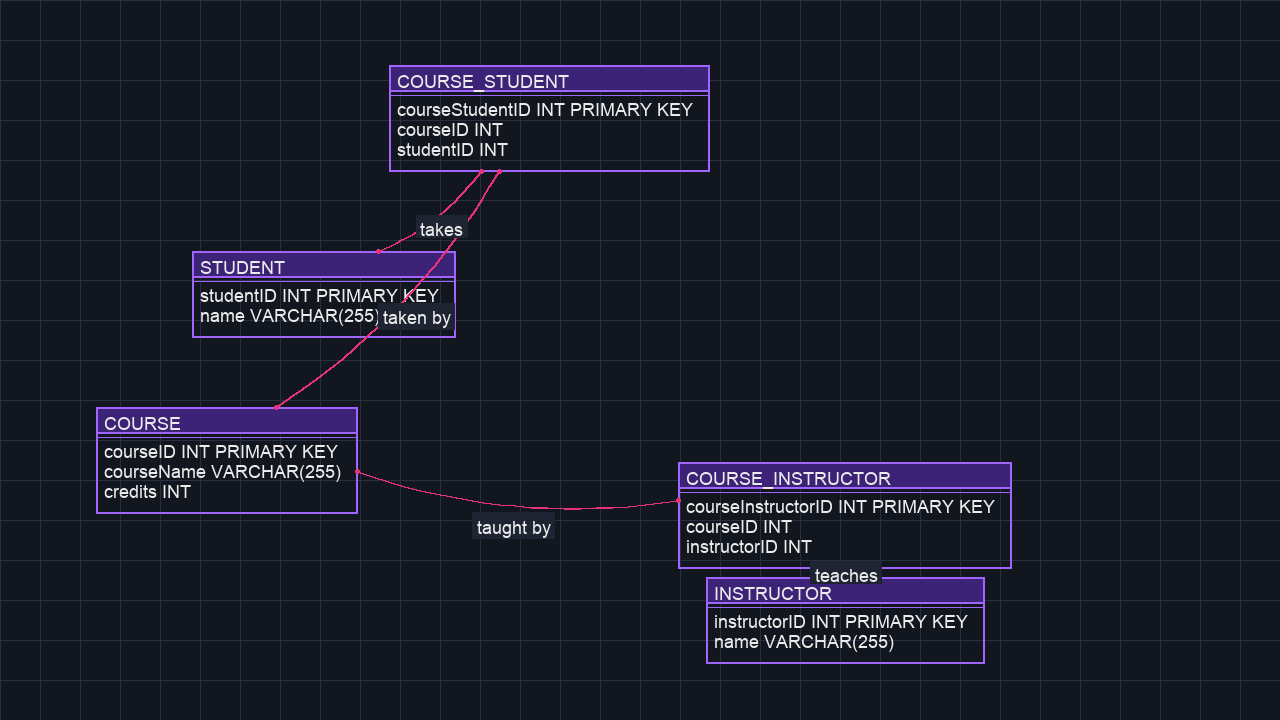 COURSE_STUDENT
courseStudentID INT PRIMARY KEY
courseID INT
studentID INT
takes
STUDENT
studentID INT PRIMARY KEY
name VARCHAR(255)
taken by
COURSE
courseID INT PRIMARY KEY
courseName VARCHAR(255)
credits INT
taught by
COURSE_INSTRUCTOR
courseInstructorID INT PRIMARY KEY
courseID INT
instructorID INT
teaches
INSTRUCTOR
instructorID INT PRIMARY KEY
name VARCHAR(255)